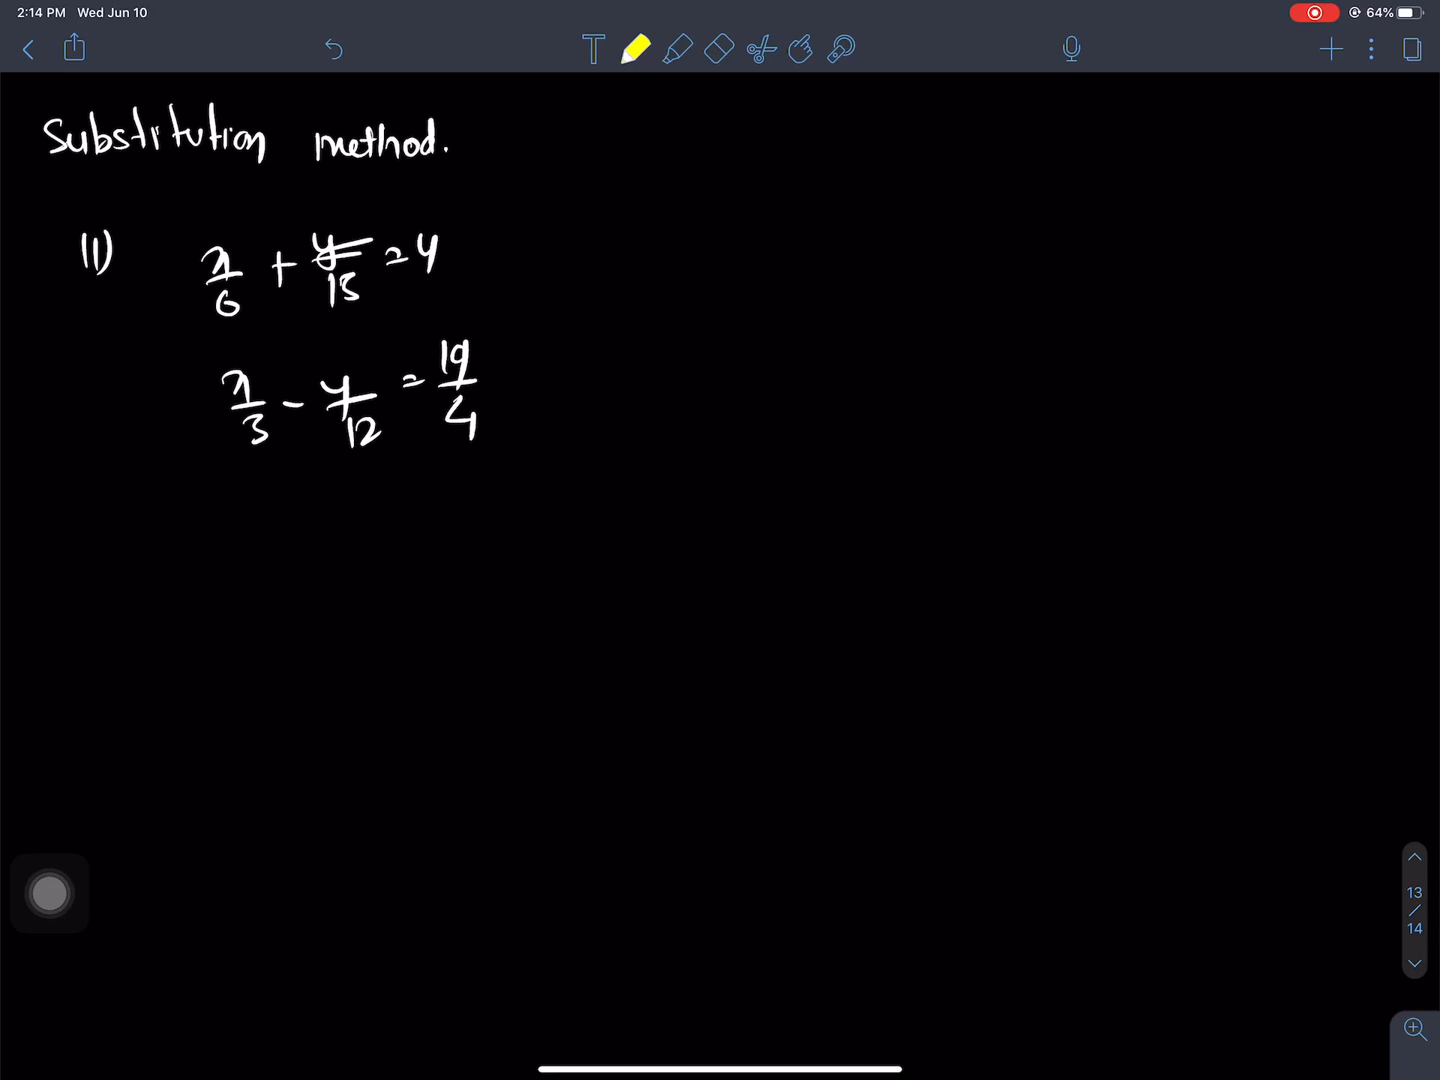 2:14 PM Wed Jun 10 64%
Substitution method.
11) x/6 + y/15 = 4
x/3 - y/12 = 19/4
13
/
14